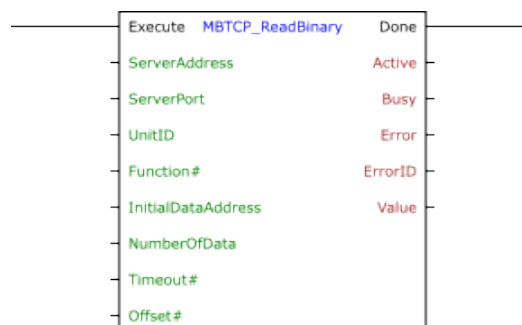 Execute MBTCP_ReadBinary Done
ServerAddress Active
ServerPort Busy
UnitID Error
Function# ErrorID
InitialDataAddress Value
NumberOfData
Timeout#
Offset#